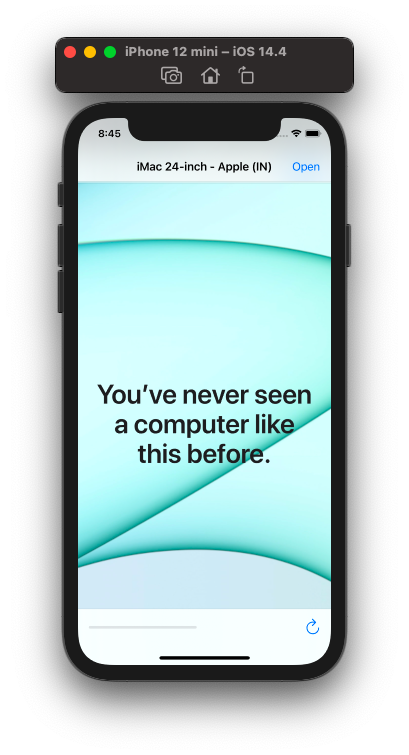 iPhone 12 mini – iOS 14.4
8:45
iMac 24-inch - Apple (IN)
Open
You've never seen
a computer like
this before.